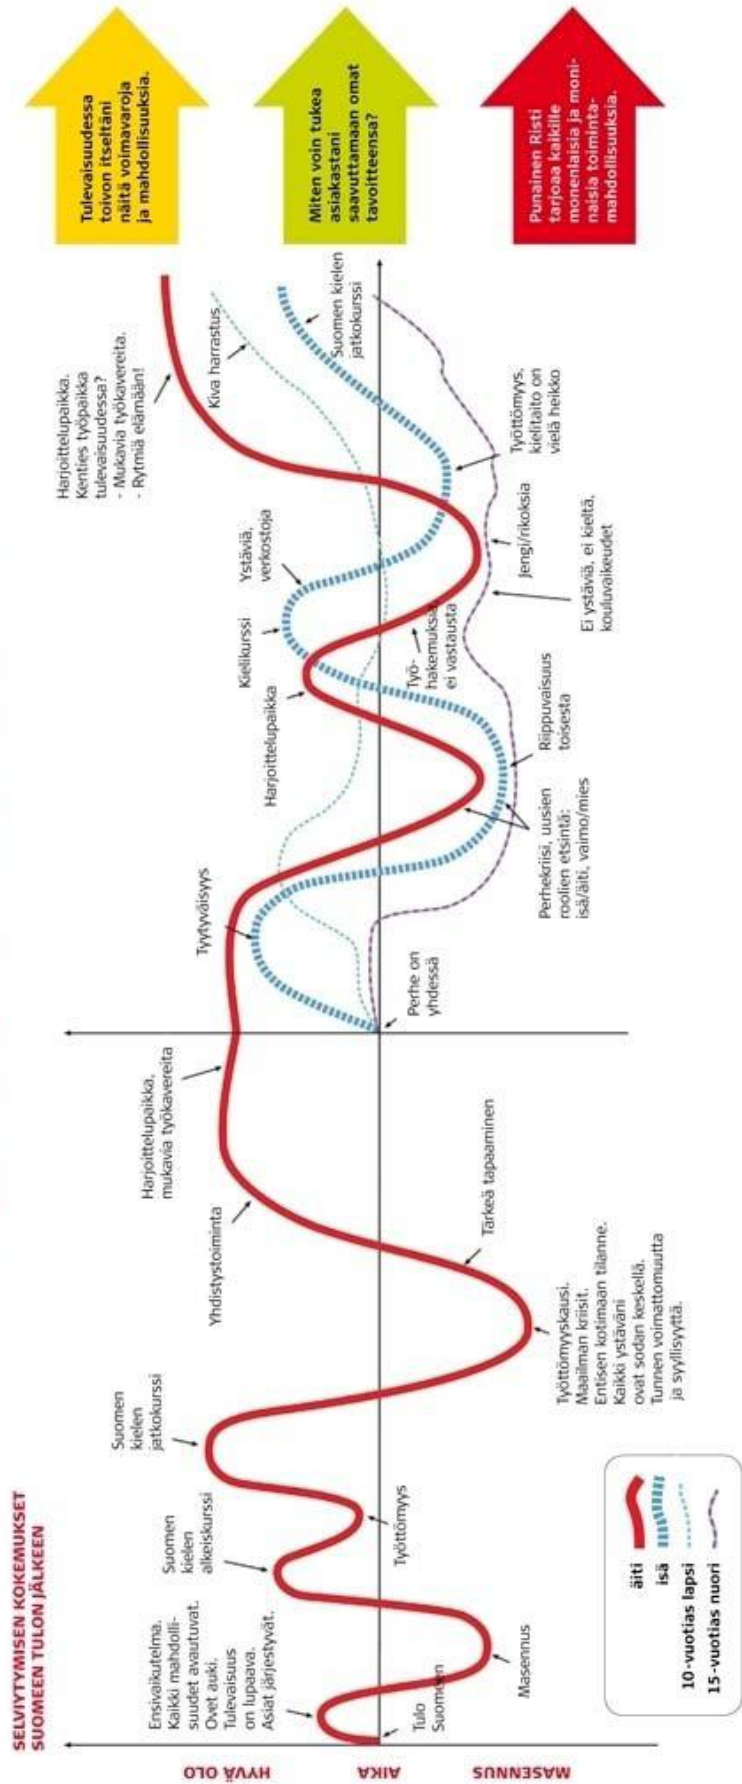 SELVIYTYMISEN KOKEMUKSET
SUOMEEN TULON JÄLKEEN
HYVÄ OLO
AIKA
MASENNUS
Ensivaikutelma.
Kaikki mahdolli-
suudet avautuvat.
Ovet auki.
Tulevaisuus
on lupaava.
Asiat järjestyvät.
Tulo
Suomeen
Masennus
Suomen
kielen
alkeiskurssi
Työttömyys
Suomen
kielen
jatkokurssi
Työttömyyskausi.
Maailman kriisit.
Entisen kotimaan tilanne.
Kaikki ystäväni
ovat sodan keskellä.
Tunnen voimattomuutta
ja syyllisyyttä.
Tärkeä tapaaminen
Yhdistystoiminta
Harjoittelupaikka,
mukavia työkavereita
Perhe on
yhdessä
Tyytyväisyys
Perhekriisi, uusien
roolien etsintä:
isä/äiti, vaimo/mies
Riippuvaisuus
toisesta
Harjoittelupaikka
Kielikurssi
Ystäviä,
verkostoja
Työ-
hakemuksia,
ei vastausta
Ei ystäviä, ei kieltä,
kouluvaikeudet
Jengi/rikoksia
Työttömyys,
kielitaito on
vielä heikko
Harjoittelupaikka.
Kenties työpaikka
tulevaisuudessa?
- Mukavia työkavereita.
- Rytmiä elämään!
Kiva harrastus
Suomen kielen
jatkokurssi
Tulevaisuudessa
toivon itseltäni
näitä voimavaroja
ja mahdollisuuksia.
Miten voin tukea
asiakastani
saavuttamaan omat
tavoitteensa?
Punainen Risti
tarjoaa kaikille
monenlaisia ja moni-
naisia toiminta-
mahdollisuuksia.
äiti
isä
10-vuotias lapsi
15-vuotias nuori